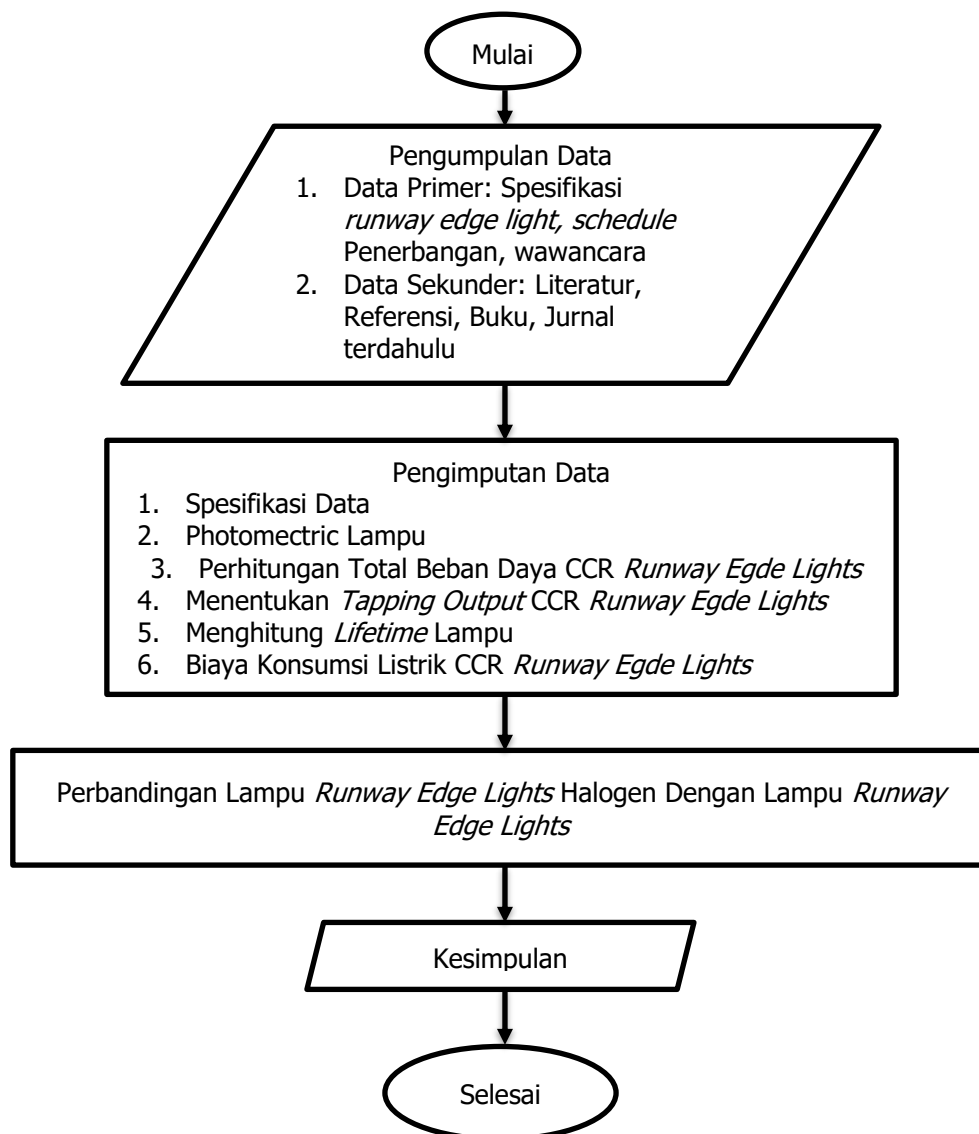 Mulai
Pengumpulan Data
1. Data Primer: Spesifikasi
runway edge light, schedule
Penerbangan, wawancara
2. Data Sekunder: Literatur,
Referensi, Buku, Jurnal
terdahulu
Pengimputan Data
1. Spesifikasi Data
2. Photomectric Lampu
3. Perhitungan Total Beban Daya CCR Runway Egde Lights
4. Menentukan Tapping Output CCR Runway Egde Lights
5. Menghitung Lifetime Lampu
6. Biaya Konsumsi Listrik CCR Runway Egde Lights
Perbandingan Lampu Runway Edge Lights Halogen Dengan Lampu Runway
Edge Lights
Kesimpulan
Selesai